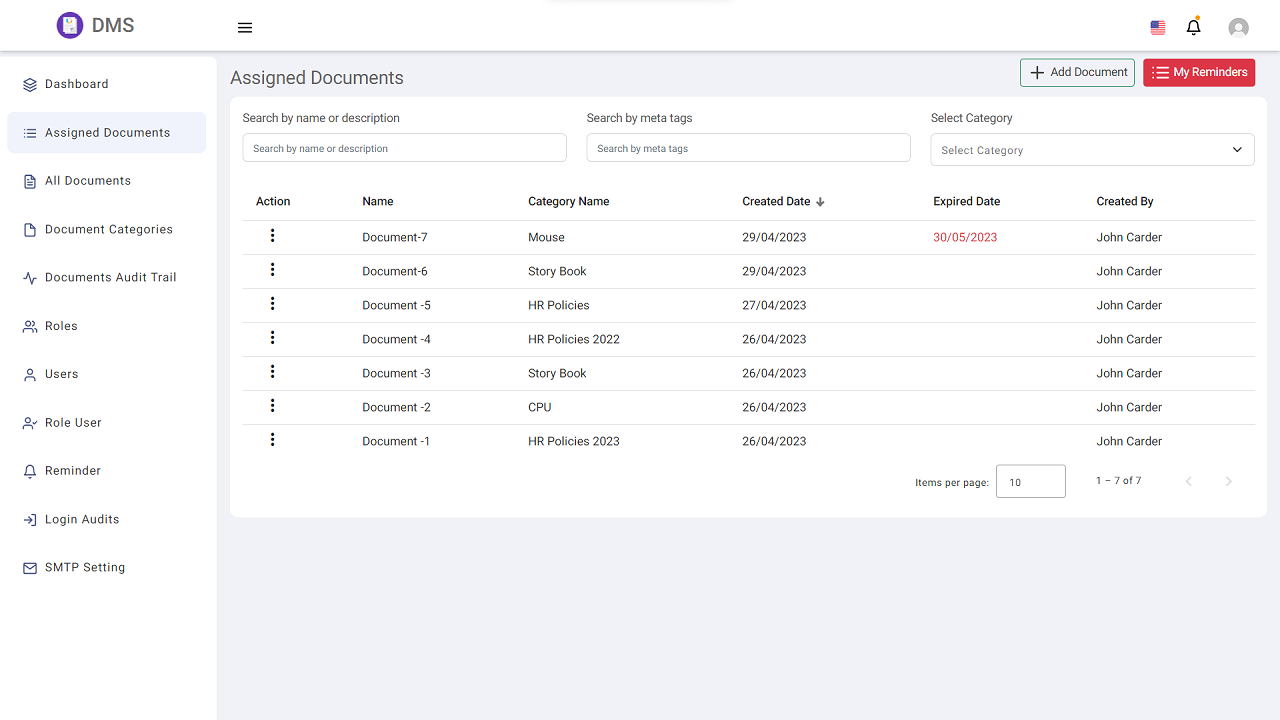 DMS
Dashboard
Assigned Documents
All Documents
Document Categories
Documents Audit Trail
Roles
Users
Role User
Reminder
Login Audits
SMTP Setting
Assigned Documents
Add Document
My Reminders
Search by name or description Search by meta tags Select Category
Search by name or description Search by meta tags Select Category
Action Name Category Name Created Date Expired Date Created By
Document-7 Mouse 29/04/2023 30/05/2023 John Carder
Document-6 Story Book 29/04/2023 John Carder
Document -5 HR Policies 27/04/2023 John Carder
Document -4 HR Policies 2022 26/04/2023 John Carder
Document -3 Story Book 26/04/2023 John Carder
Document -2 CPU 26/04/2023 John Carder
Document -1 HR Policies 2023 26/04/2023 John Carder
Items per page: 10 1 – 7 of 7